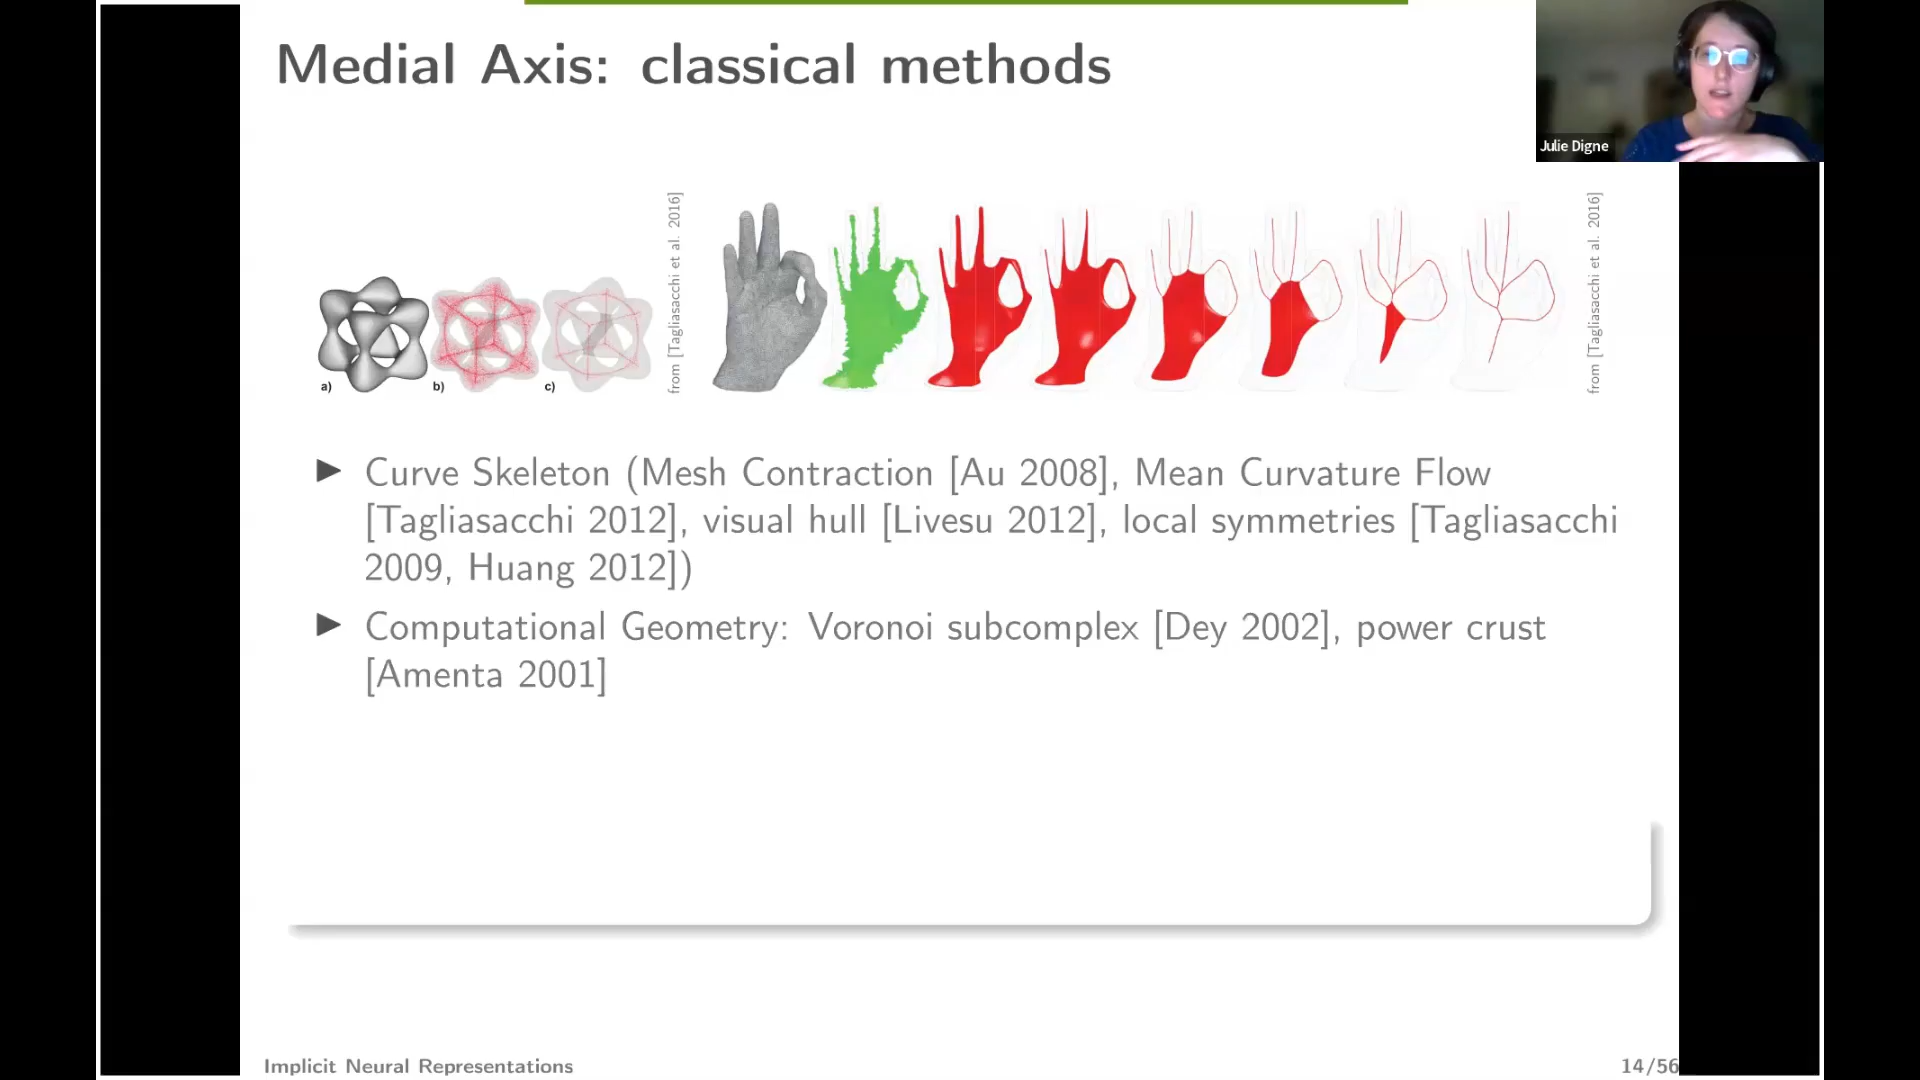 Medial Axis: classical methods
Julie Digne
from [Tagliasacchi et al. 2016]
from [Tagliasacchi et al. 2016]
a)
b)
c)
▶ Curve Skeleton (Mesh Contraction [Au 2008], Mean Curvature Flow
[Tagliasacchi 2012], visual hull [Livesu 2012], local symmetries [Tagliasacchi
2009, Huang 2012])
▶ Computational Geometry: Voronoi subcomplex [Dey 2002], power crust
[Amenta 2001]
Implicit Neural Representations
14/56